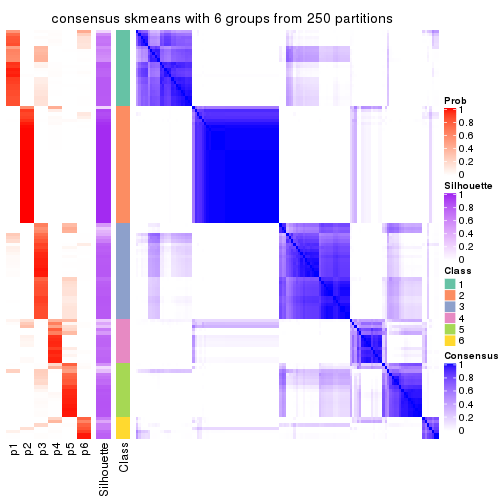 consensus skmeans with 6 groups from 250 partitions
Prob
1
0.8
0.6
0.4
0.2
0
Silhouette
1
0.8
0.6
0.4
0.2
0
Class
1
2
3
4
5
6
Consensus
1
0.8
0.6
0.4
0.2
0
p1
p2
p3
p4
p5
p6
Silhouette
Class